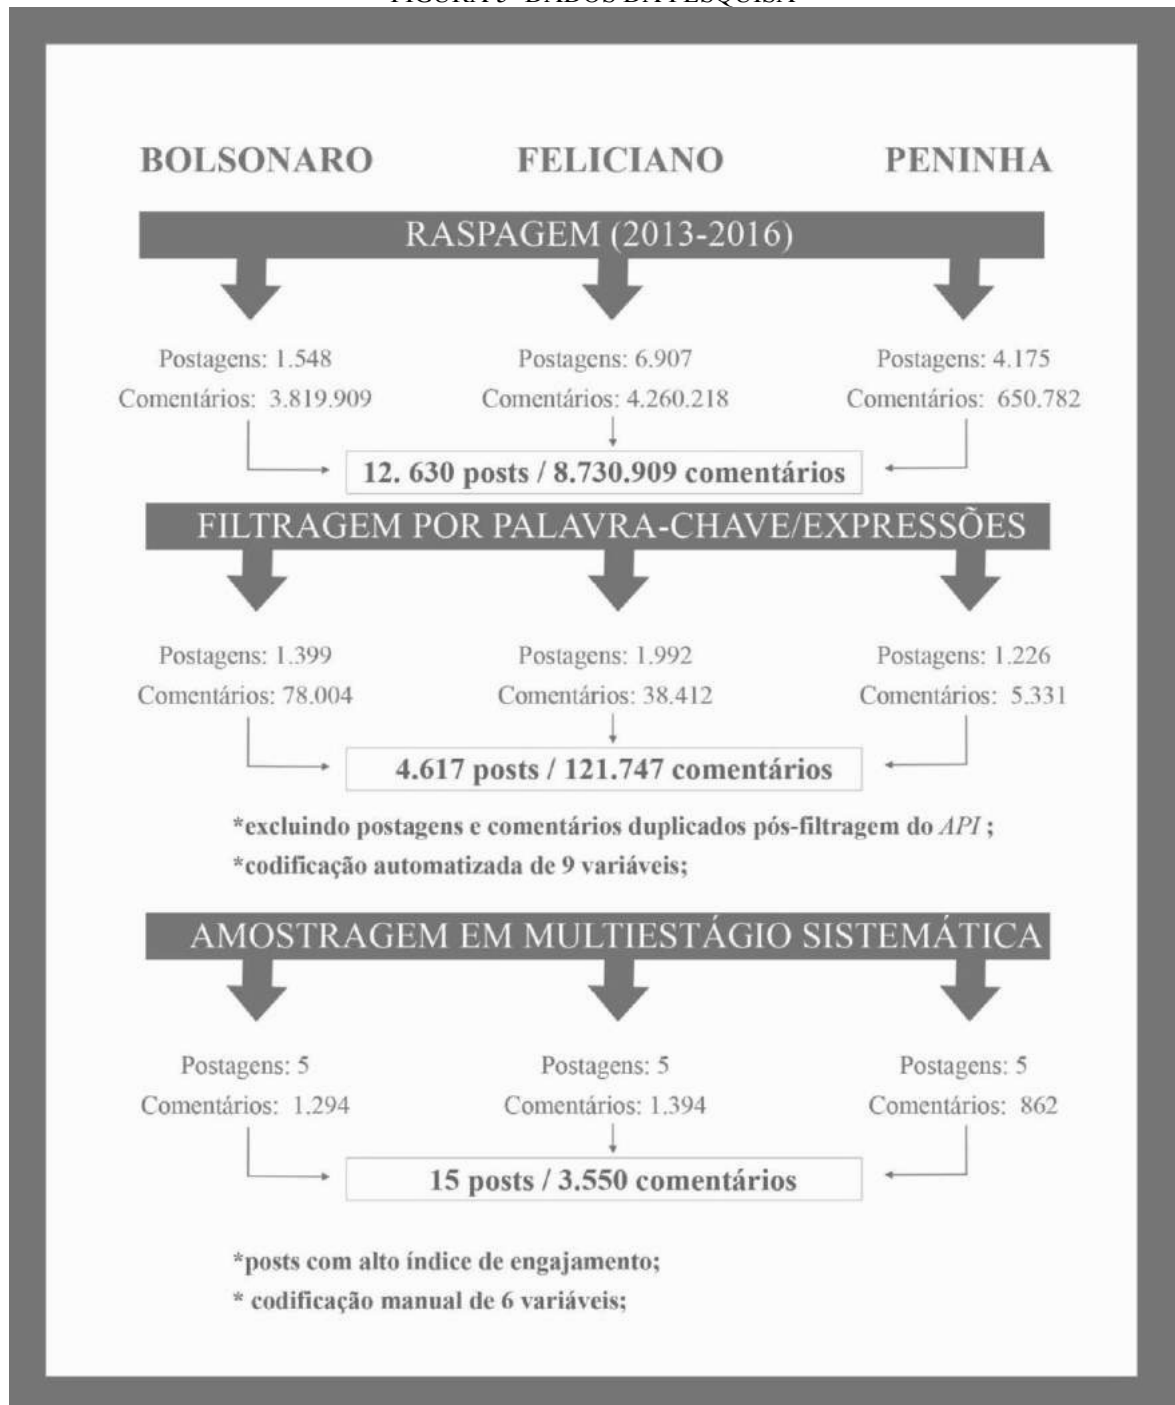 BOLSONARO FELICIANO PENINHA
RASPAGEM (2013-2016)
Postagens: 1.548 Postagens: 6.907 Postagens: 4.175
Comentários: 3.819.909 Comentários: 4.260.218 Comentários: 650.782
12. 630 posts / 8.730.909 comentários
FILTRAGEM POR PALAVRA-CHAVE/EXPRESSÕES
Postagens: 1.399 Postagens: 1.992 Postagens: 1.226
Comentários: 78.004 Comentários: 38.412 Comentários: 5.331
4.617 posts / 121.747 comentários
*excluindo postagens e comentários duplicados pós-filtragem do API ;
*codificação automatizada de 9 variáveis;
AMOSTRAGEM EM MULTIESTÁGIO SISTEMÁTICA
Postagens: 5 Postagens: 5 Postagens: 5
Comentários: 1.294 Comentários: 1.394 Comentários: 862
15 posts / 3.550 comentários
*posts com alto índice de engajamento;
* codificação manual de 6 variáveis;